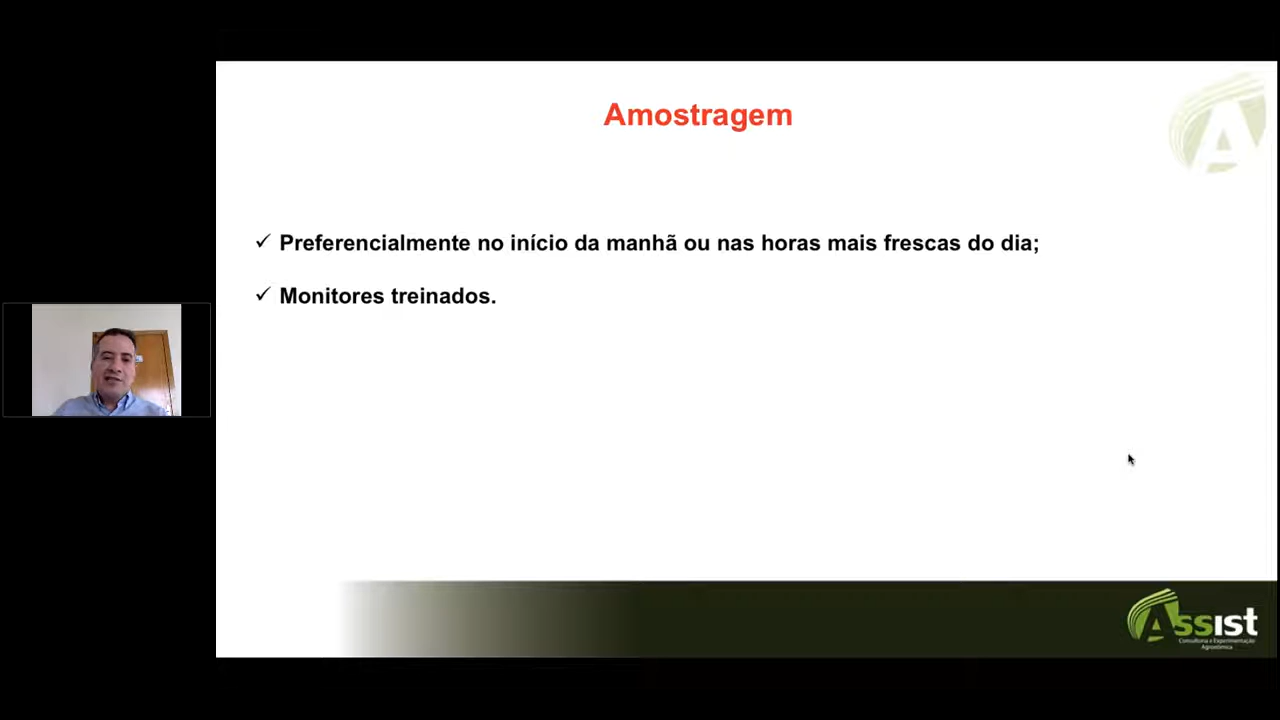 Amostragem
✓ Preferencialmente no início da manhã ou nas horas mais frescas do dia;
✓ Monitores treinados.
Assist
Consultoria e Experimentação
Agronômica